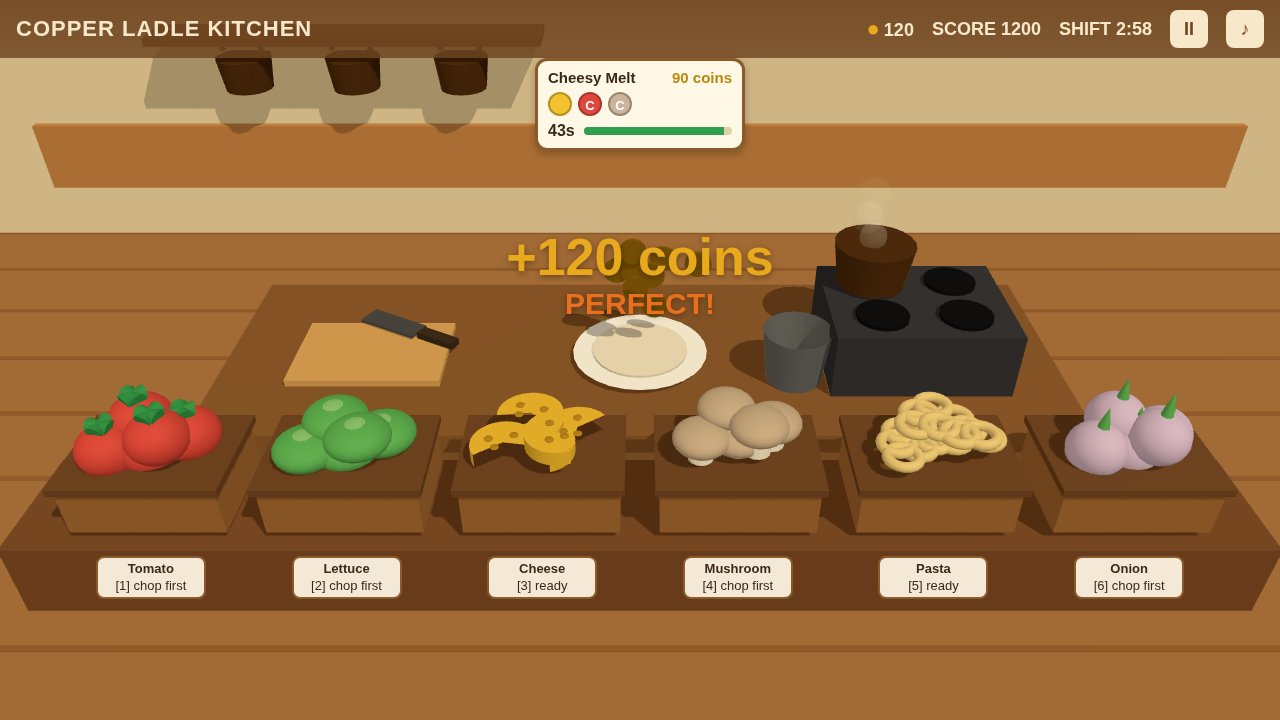 COPPER LADLE KITCHEN
120 SCORE 1200 SHIFT 2:58 II ♪
Cheesy Melt 90 coins
C C
43s
+120 coins
PERFECT!
Tomato
[1] chop first
Lettuce
[2] chop first
Cheese
[3] ready
Mushroom
[4] chop first
Pasta
[5] ready
Onion
[6] chop first